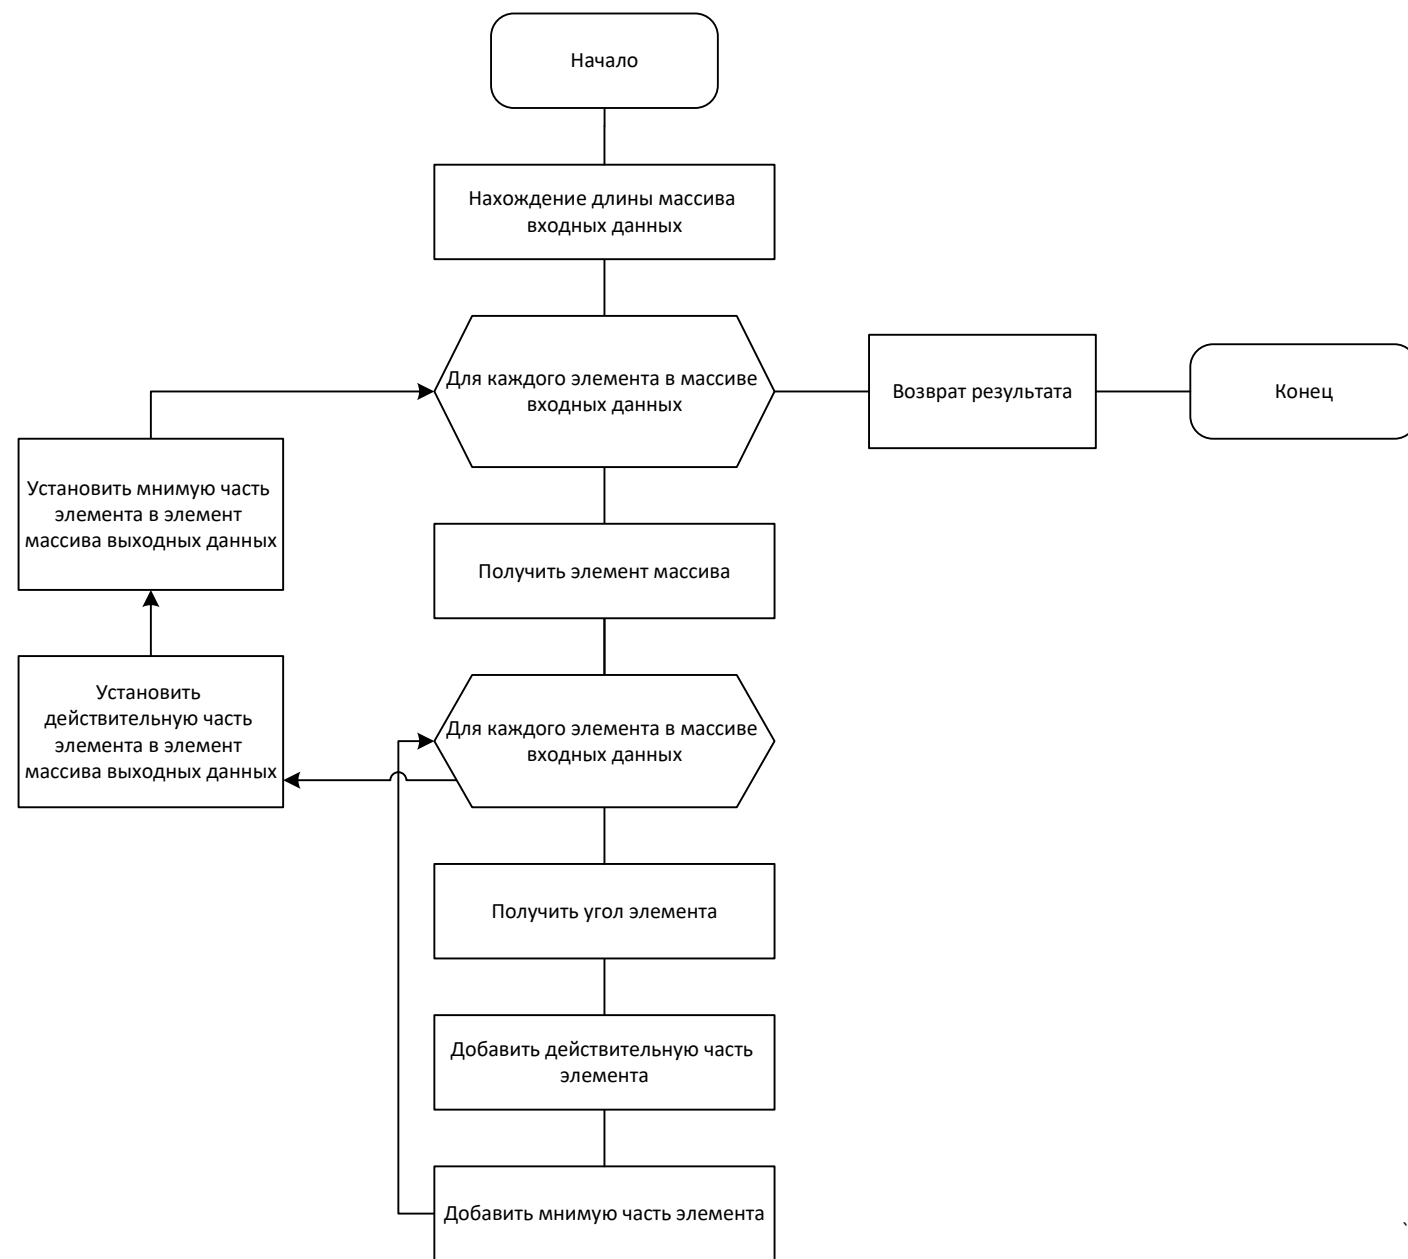 Начало
Нахождение длины массива
входных данных
Для каждого элемента в массиве
входных данных
Возврат результата
Конец
Установить мнимую часть
элемента в элемент
массива выходных данных
Получить элемент массива
Установить
действительную часть
элемента в элемент
массива выходных данных
Для каждого элемента в массиве
входных данных
Получить угол элемента
Добавить действительную часть
элемента
Добавить мнимую часть элемента
`